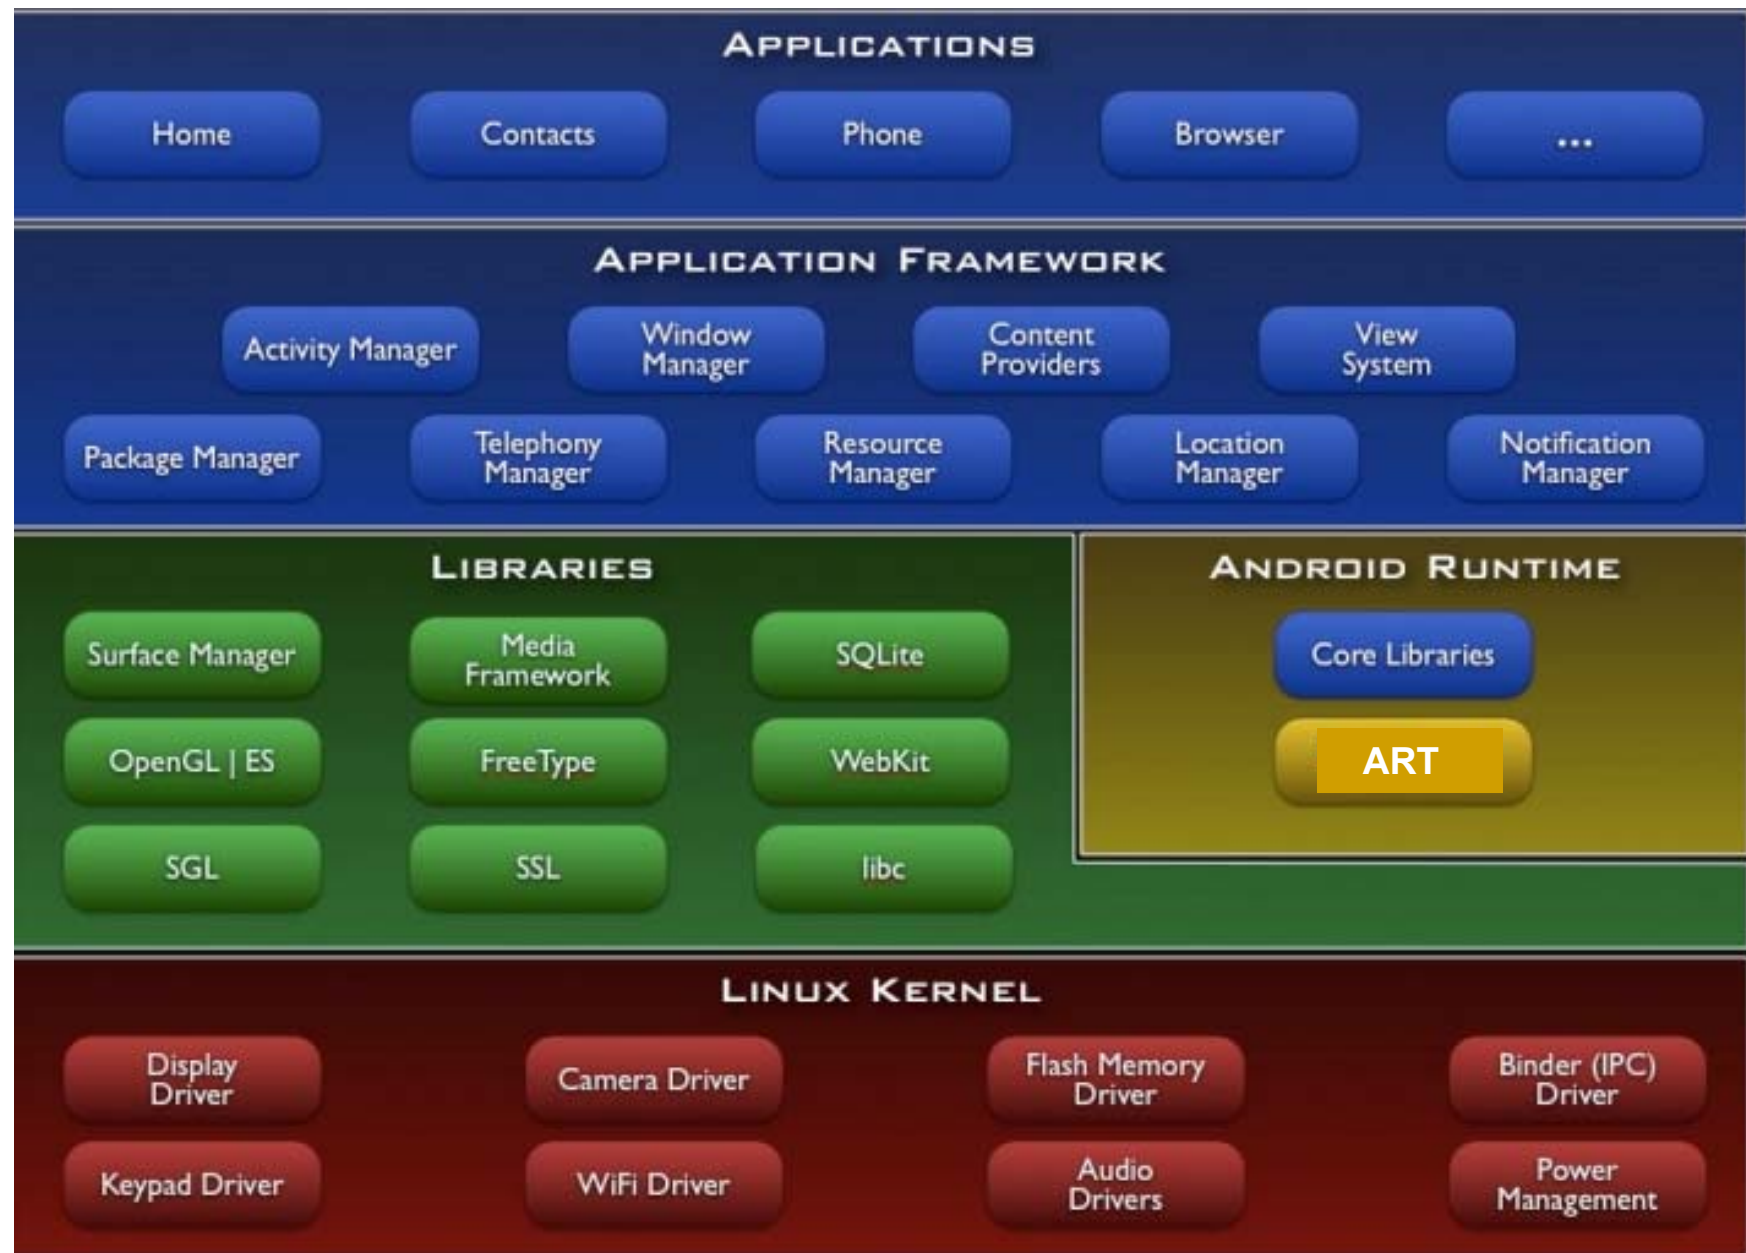 APPLICATIONS
Home
Contacts
Phone
Browser
...
APPLICATION FRAMEWORK
Activity Manager
Window
Manager
Content
Providers
View
System
Package Manager
Telephony
Manager
Resource
Manager
Location
Manager
Notification
Manager
LIBRARIES
Surface Manager
Media
Framework
SQLite
OpenGL | ES
FreeType
WebKit
SGL
SSL
libc
ANDROID RUNTIME
Core Libraries
ART
LINUX KERNEL
Display
Driver
Camera Driver
Flash Memory
Driver
Binder (IPC)
Driver
Keypad Driver
WiFi Driver
Audio
Drivers
Power
Management